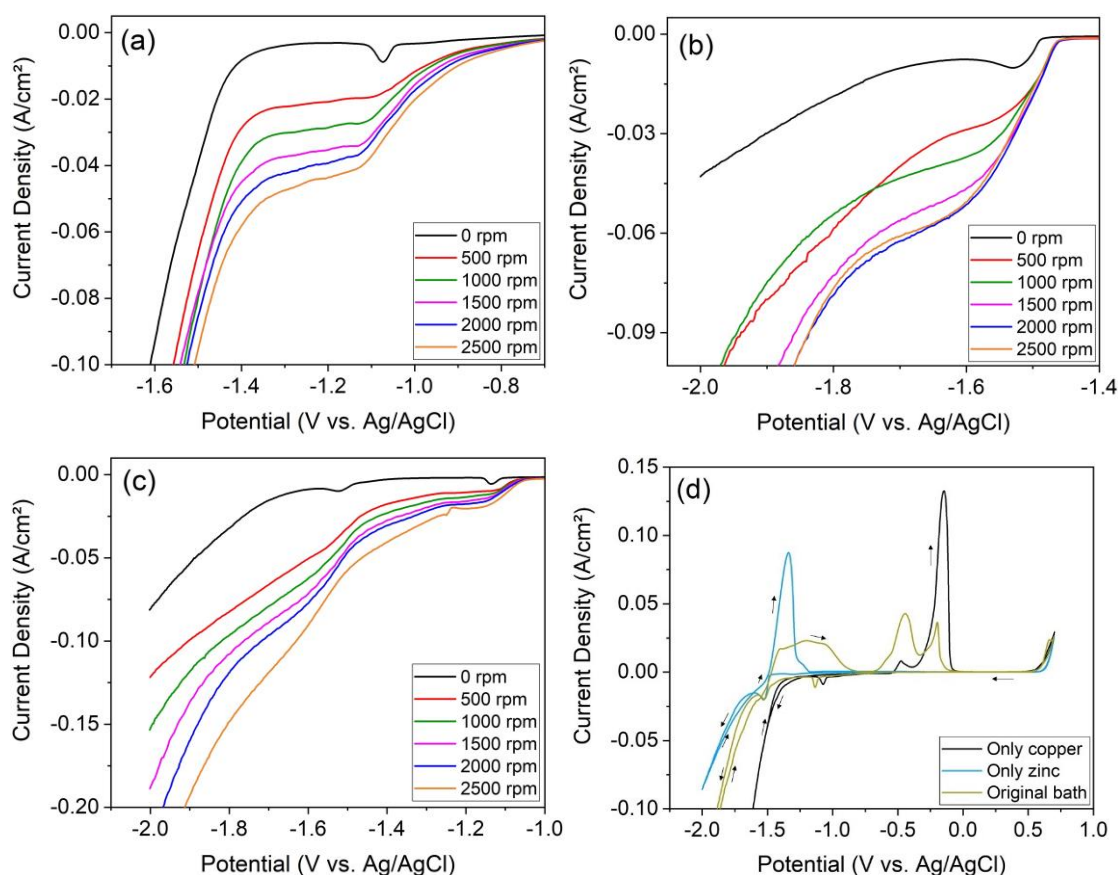 (a)
0.00
-0.02
-0.04
-0.06
-0.08
-0.10
Current Density (A/cm²)
0 rpm
500 rpm
1000 rpm
1500 rpm
2000 rpm
2500 rpm
-1.6 -1.4 -1.2 -1.0 -0.8
Potential (V vs. Ag/AgCl)
(b)
0.00
-0.03
-0.06
-0.09
Current Density (A/cm²)
0 rpm
500 rpm
1000 rpm
1500 rpm
2000 rpm
2500 rpm
-2.0 -1.8 -1.6 -1.4
Potential (V vs. Ag/AgCl)
(c)
0.00
-0.05
-0.10
-0.15
-0.20
Current Density (A/cm²)
0 rpm
500 rpm
1000 rpm
1500 rpm
2000 rpm
2500 rpm
-2.0 -1.8 -1.6 -1.4 -1.2 -1.0
Potential (V vs. Ag/AgCl)
(d)
0.15
0.10
0.05
0.00
-0.05
-0.10
Current Density (A/cm²)
Only copper
Only zinc
Original bath
-2.0 -1.5 -1.0 -0.5 0.0 0.5 1.0
Potential (V vs. Ag/AgCl)